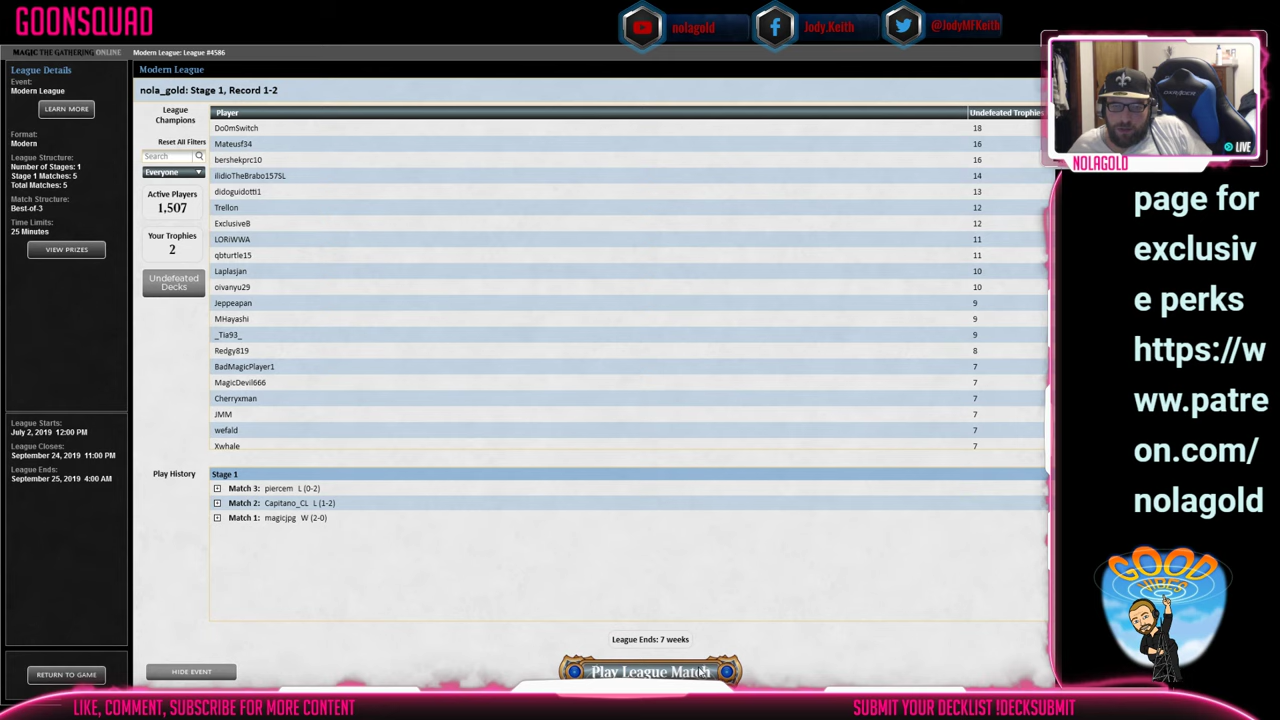 GOONSQUAD
nolagold
Jody.Keith
@JodyMFKeith
MAGIC THE GATHERING ONLINE
Modern League: League #4586
League Details
Event:
Modern League
LEARN MORE
Format:
Modern
League Structure:
Number of Stages: 1
Stage 1 Matches: 5
Total Matches: 5
Match Structure:
Best-of-3
Time Limits:
25 Minutes
VIEW PRIZES
League Starts:
July 2, 2019 12:00 PM
League Closes:
September 24, 2019 11:00 PM
League Ends:
September 25, 2019 4:00 AM
RETURN TO GAME
Modern League
nola_gold: Stage 1, Record 1-2
League
Champions
Reset All Filters
Search
Everyone
Active Players
1,507
Your Trophies
2
Undefeated
Decks
Player Undefeated Trophies
Do0mSwitch 18
Mateusf34 16
bershekprc10 16
ilidioTheBrabo157SL 14
didoguidotti1 13
Trellon 12
ExclusiveB 12
LORIWWA 11
qbturtle15 11
Laplasjan 10
oivanyu29 10
Jeppeapan 9
MHayashi 9
_Tia93_ 9
Redgy819 8
BadMagicPlayer1 7
MagicDevil666 7
Cherryxman 7
JMM 7
wefald 7
Xwhale 7
Play History
Stage 1
Match 3: piercem L (0-2)
Match 2: Capitano_CL L (1-2)
Match 1: magicjpg W (2-0)
League Ends: 7 weeks
HIDE EVENT
Play League Match
LIVE
NOLAGOLD
page for
exclusiv
e perks
https://w
ww.patre
on.com/
nolagold
GOOD
VIBES
LIKE, COMMENT, SUBSCRIBE FOR MORE CONTENT
SUBMIT YOUR DECKLIST !DECKSUBMIT